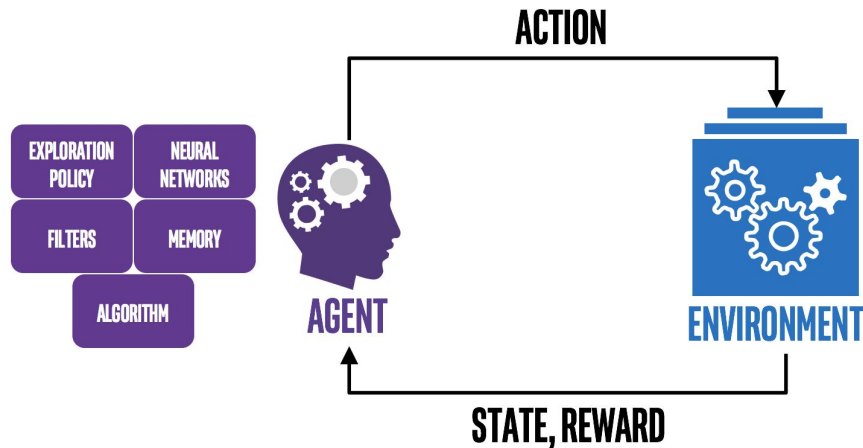 ACTION
EXPLORATION
POLICY
NEURAL
NETWORKS
FILTERS
MEMORY
ALGORITHM
AGENT
ENVIRONMENT
STATE, REWARD